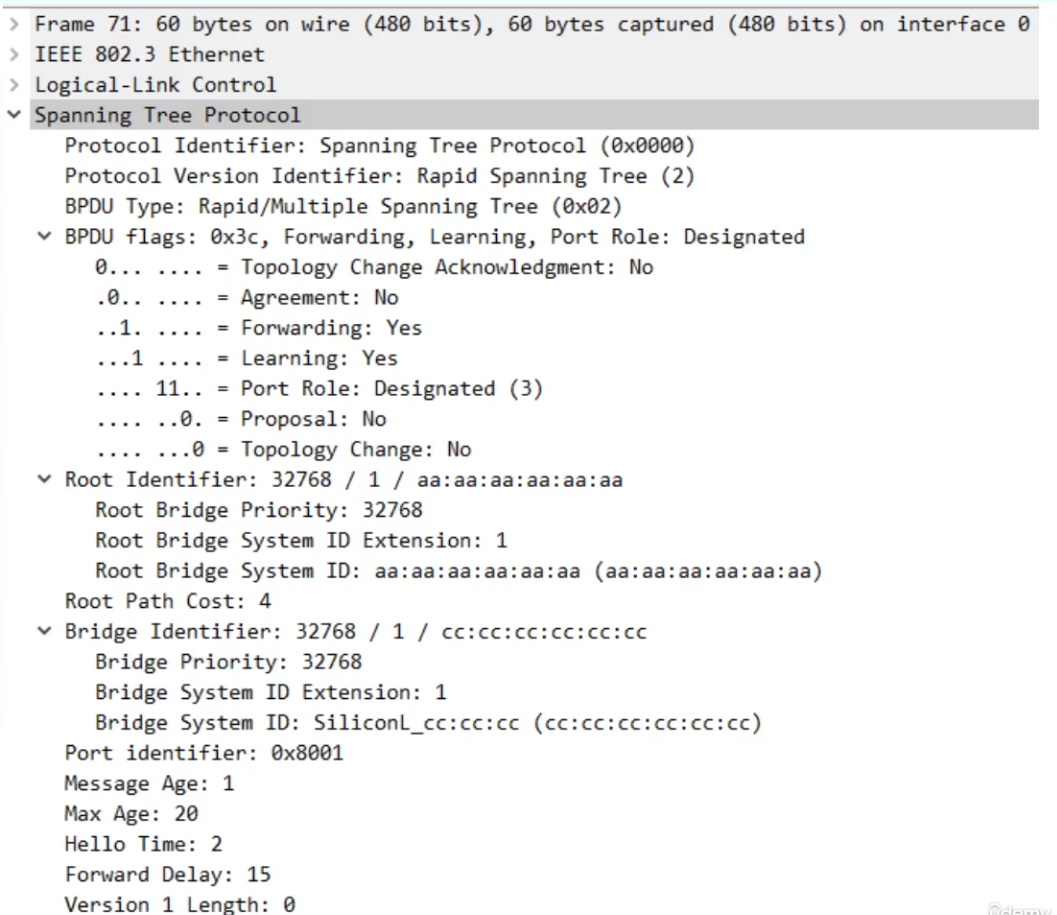 Frame 71: 60 bytes on wire (480 bits), 60 bytes captured (480 bits) on interface 0
IEEE 802.3 Ethernet
Logical-Link Control
Spanning Tree Protocol
Protocol Identifier: Spanning Tree Protocol (0x0000)
Protocol Version Identifier: Rapid Spanning Tree (2)
BPDU Type: Rapid/Multiple Spanning Tree (0x02)
BPDU flags: 0x3c, Forwarding, Learning, Port Role: Designated
0... .... = Topology Change Acknowledgment: No
.0.. .... = Agreement: No
..1. .... = Forwarding: Yes
...1 .... = Learning: Yes
.... 11.. = Port Role: Designated (3)
.... ..0. = Proposal: No
.... ...0 = Topology Change: No
Root Identifier: 32768 / 1 / aa:aa:aa:aa:aa:aa
Root Bridge Priority: 32768
Root Bridge System ID Extension: 1
Root Bridge System ID: aa:aa:aa:aa:aa:aa (aa:aa:aa:aa:aa:aa)
Root Path Cost: 4
Bridge Identifier: 32768 / 1 / cc:cc:cc:cc:cc:cc
Bridge Priority: 32768
Bridge System ID Extension: 1
Bridge System ID: SiliconL_cc:cc:cc (cc:cc:cc:cc:cc:cc)
Port identifier: 0x8001
Message Age: 1
Max Age: 20
Hello Time: 2
Forward Delay: 15
Version 1 Length: 0